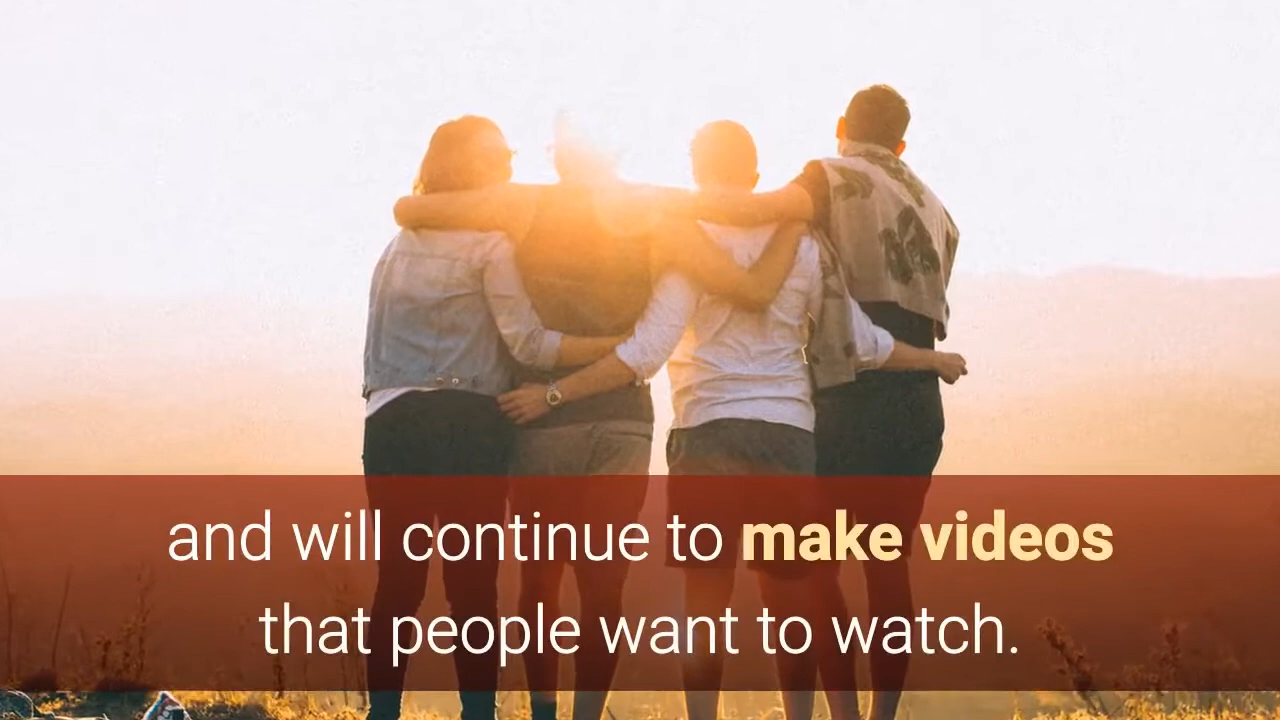 and will continue to make videos
that people want to watch.